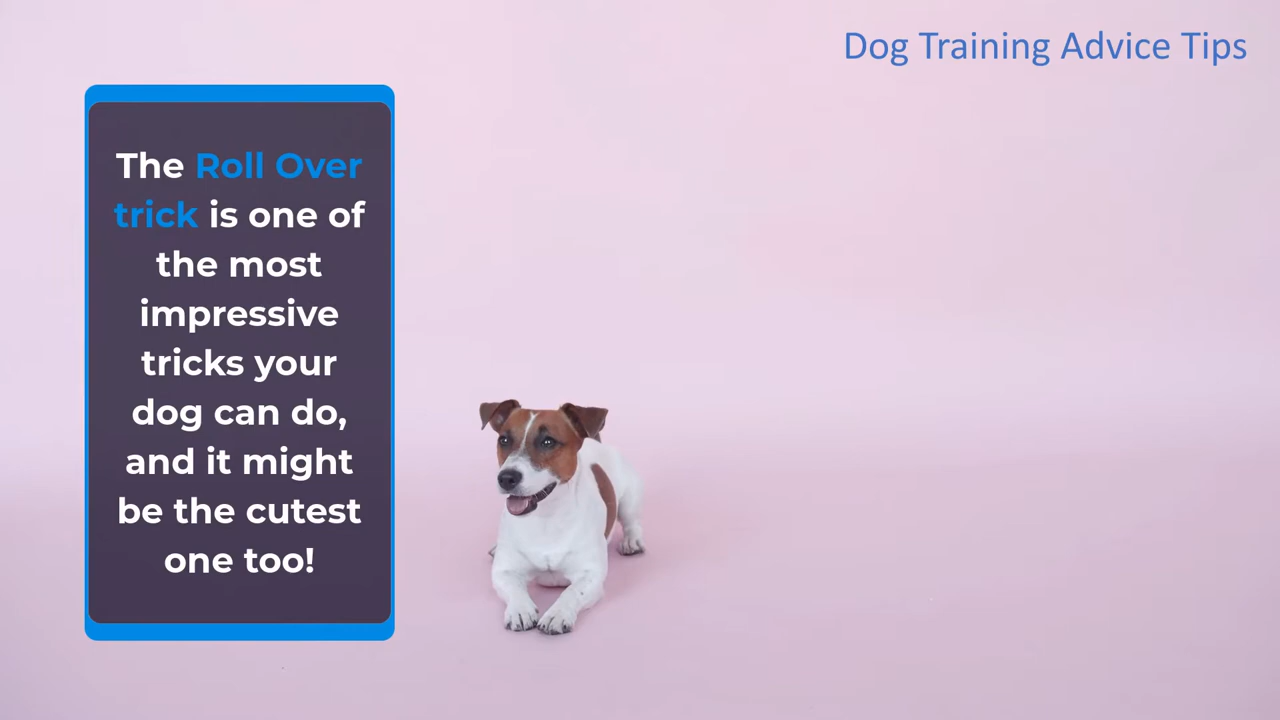 Dog Training Advice Tips
The Roll Over
trick is one of
the most
impressive
tricks your
dog can do,
and it might
be the cutest
one too!